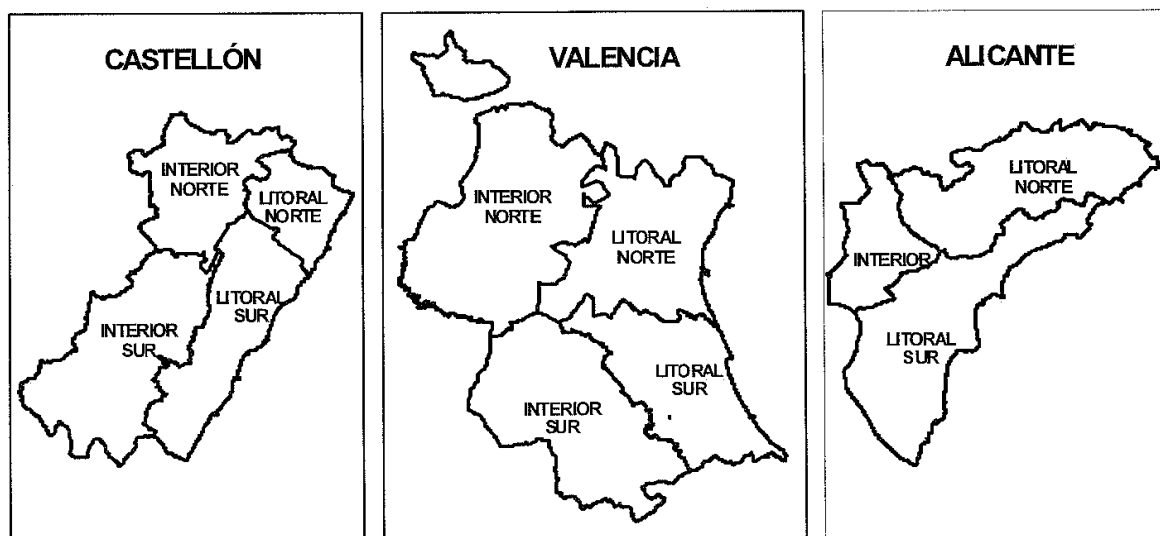 CASTELLÓN
INTERIOR
NORTE
LITORAL
NORTE
LITORAL
SUR
INTERIOR
SUR
VALENCIA
INTERIOR
NORTE
LITORAL
NORTE
LITORAL
SUR
INTERIOR
SUR
ALICANTE
LITORAL
NORTE
INTERIOR
LITORAL
SUR